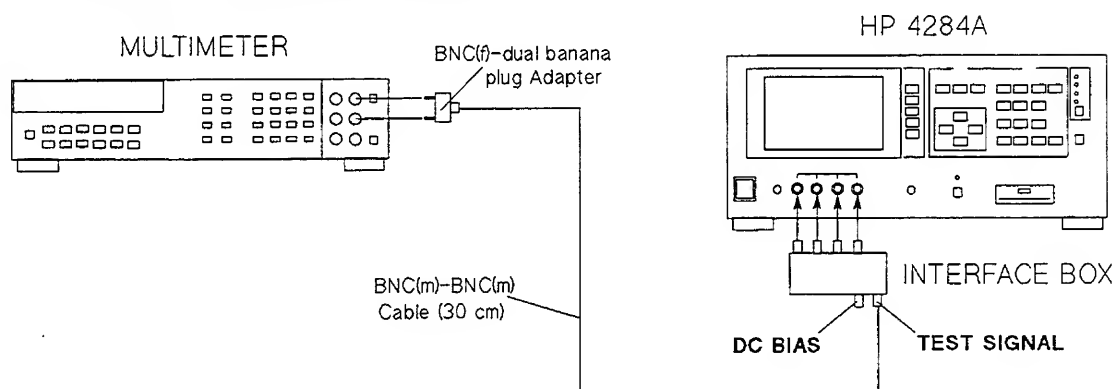 HP 4284A
MULTIMETER
BNC(f)-dual banana
plug Adapter
BNC(m)-BNC(m)
Cable (30 cm)
INTERFACE BOX
DC BIAS
TEST SIGNAL